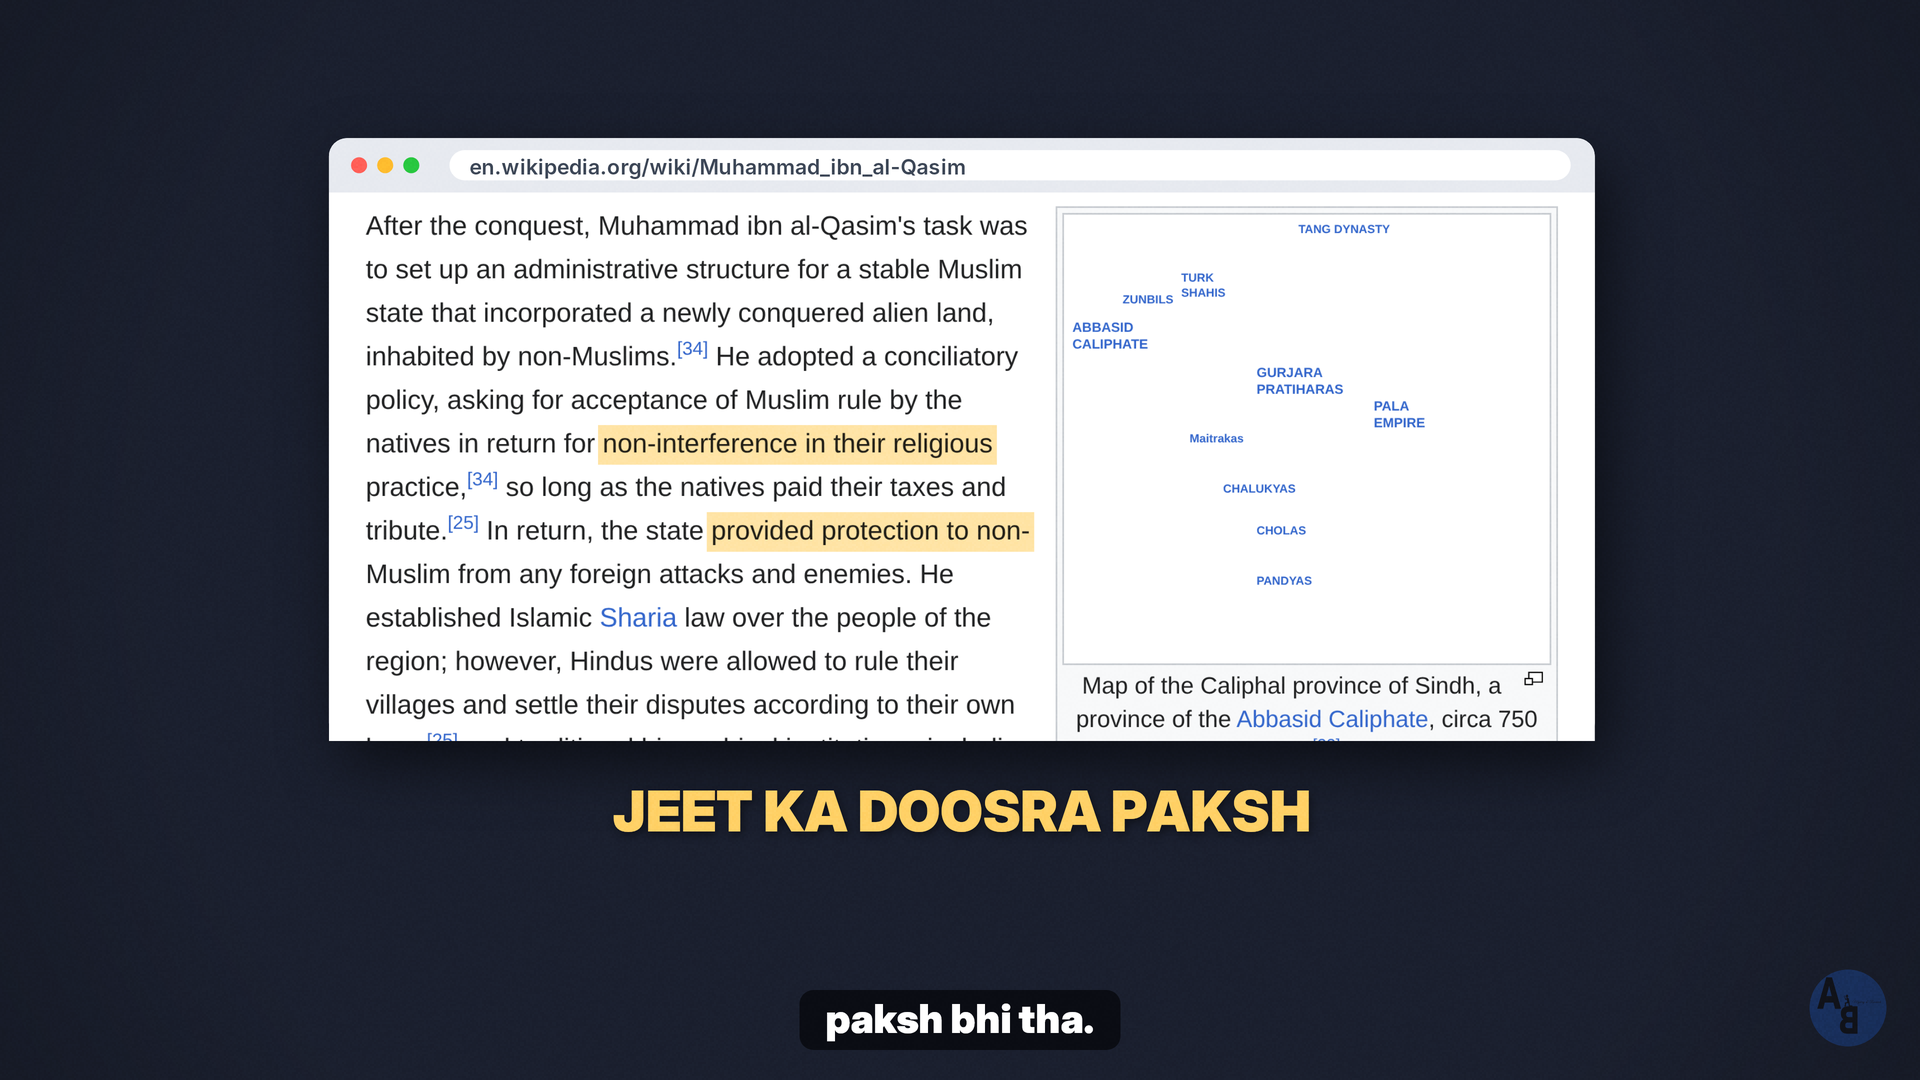 en.wikipedia.org/wiki/Muhammad_ibn_al-Qasim
After the conquest, Muhammad ibn al-Qasim's task was
to set up an administrative structure for a stable Muslim
state that incorporated a newly conquered alien land,
inhabited by non-Muslims.[34] He adopted a conciliatory
policy, asking for acceptance of Muslim rule by the
natives in return for non-interference in their religious
practice,[34] so long as the natives paid their taxes and
tribute.[25] In return, the state provided protection to non-
Muslim from any foreign attacks and enemies. He
established Islamic Sharia law over the people of the
region; however, Hindus were allowed to rule their
villages and settle their disputes according to their own
[25]
TANG DYNASTY
TURK
SHAHIS
ZUNBILS
ABBASID
CALIPHATE
GURJARA
PRATIHARAS
PALA
EMPIRE
Maitrakas
CHALUKYAS
CHOLAS
PANDYAS
Map of the Caliphal province of Sindh, a
province of the Abbasid Caliphate, circa 750
JEET KA DOOSRA PAKSH
paksh bhi tha.
A
B